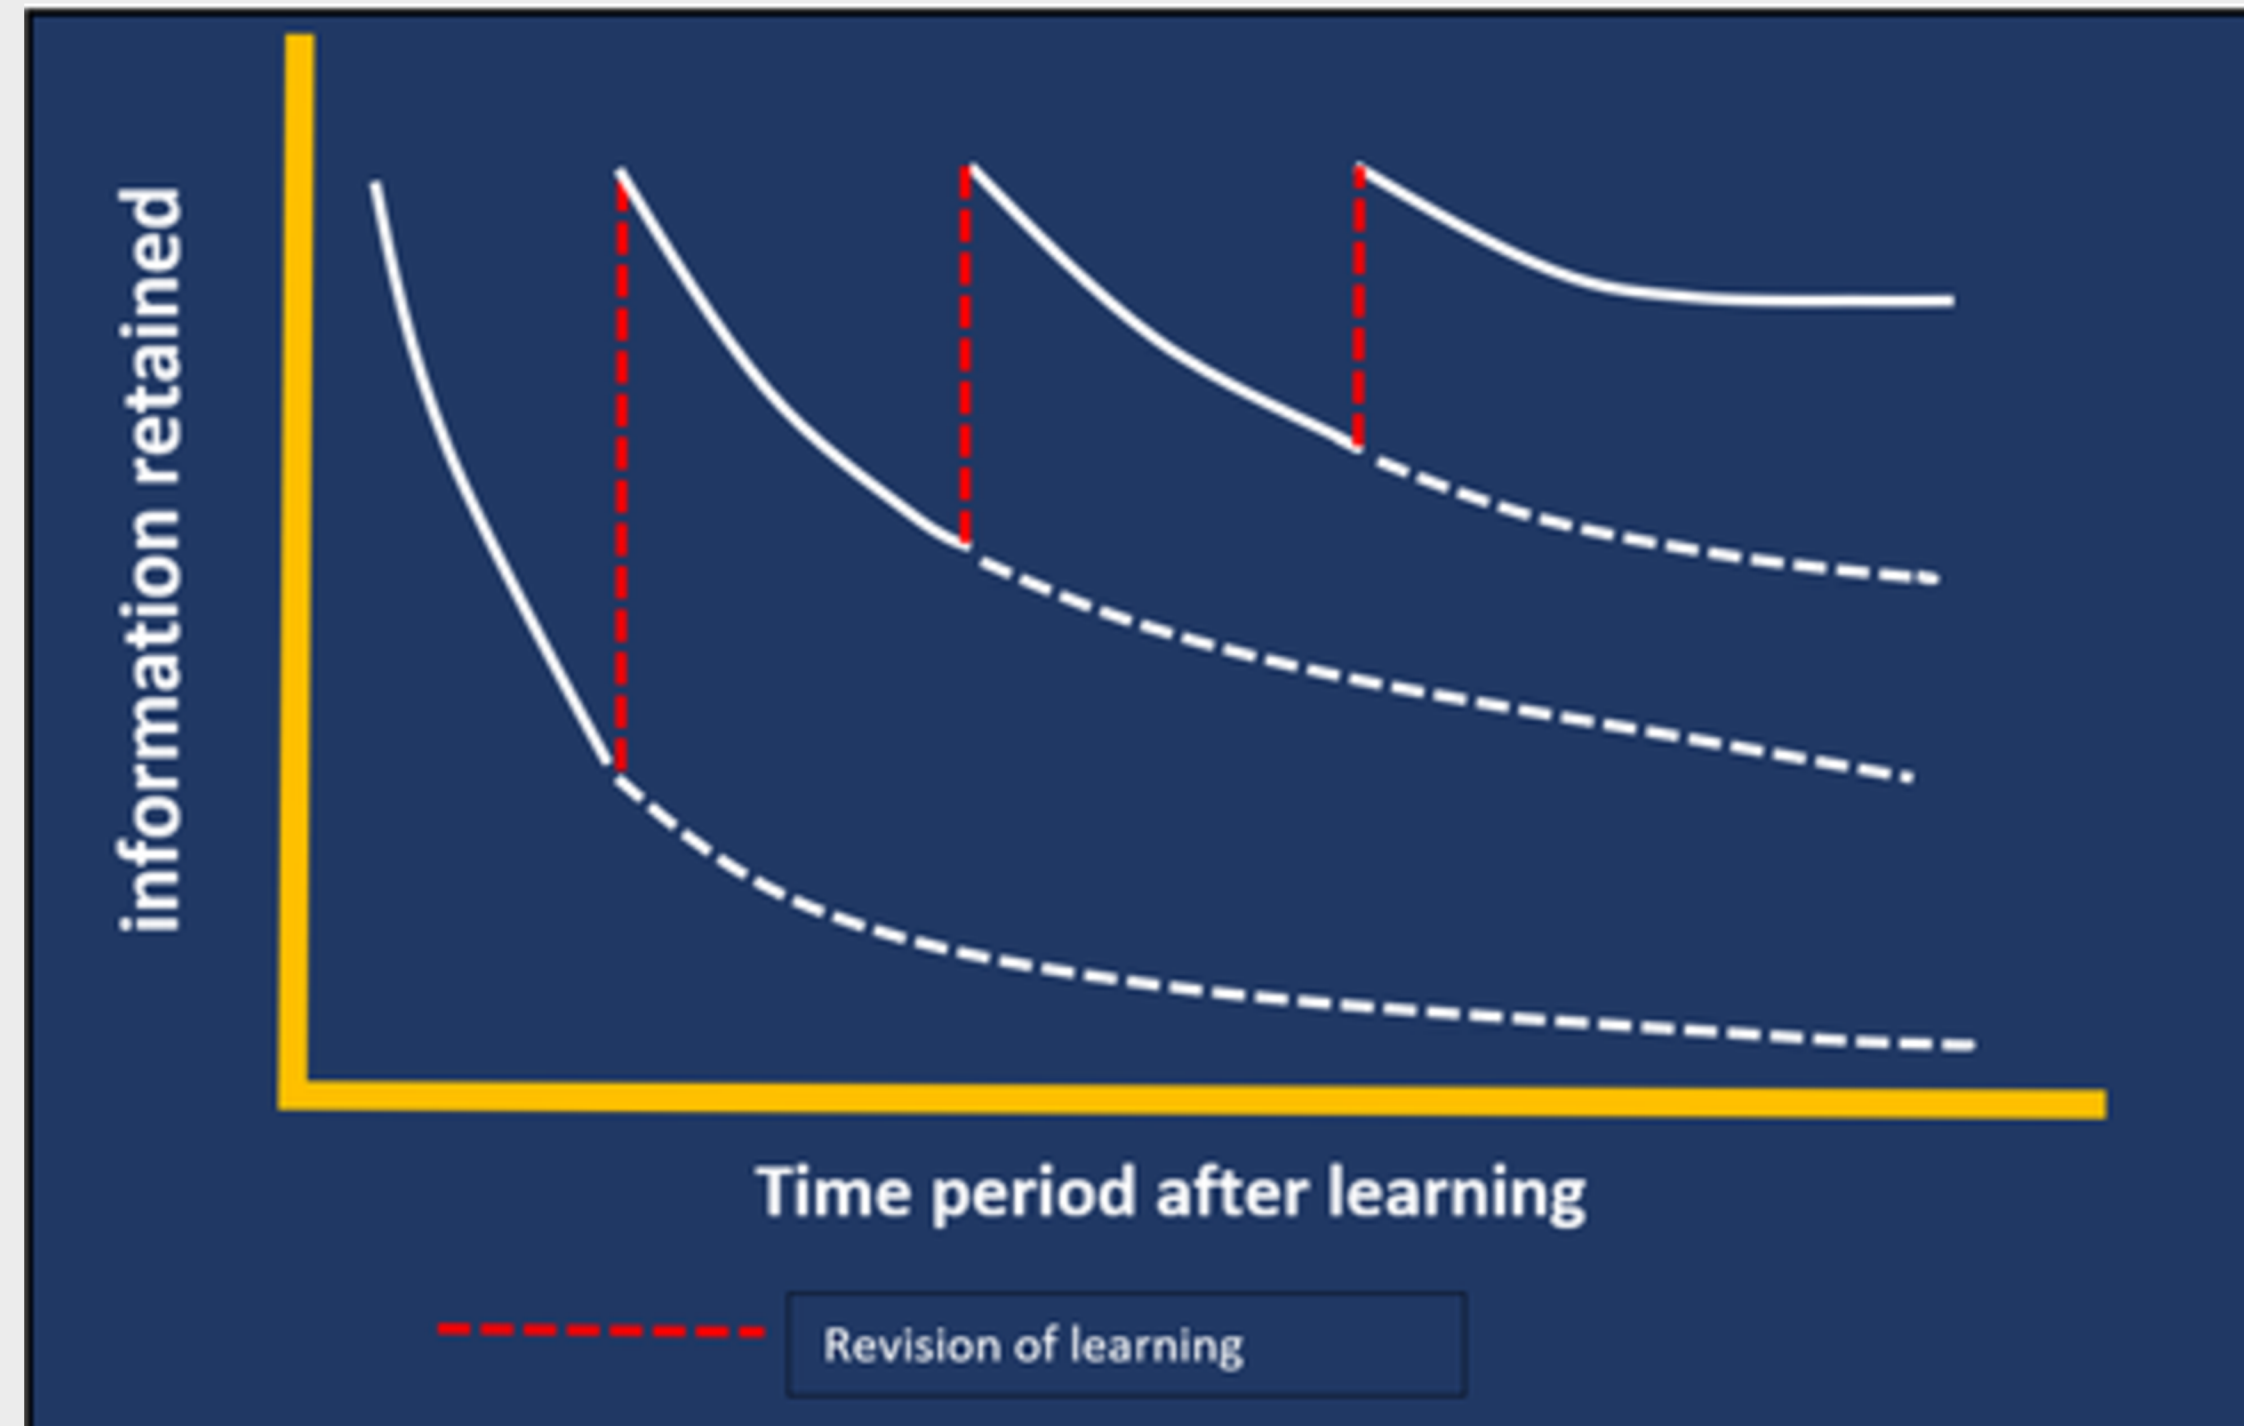 information retained
Time period after learning
Revision of learning